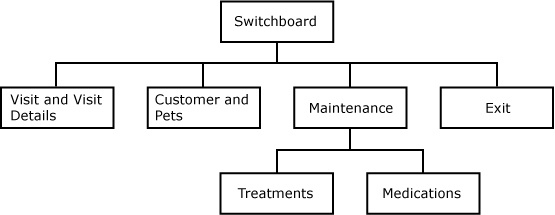 Switchboard
Visit and Visit
Details
Customer and
Pets
Maintenance
Exit
Treatments
Medications